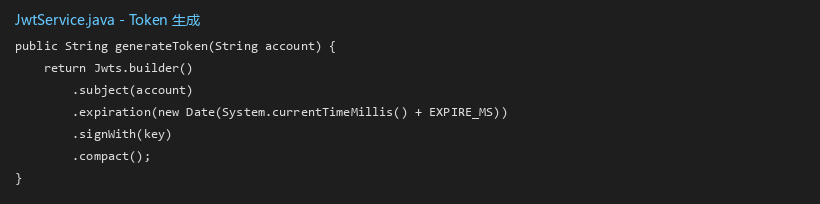 JwtService.java - Token 生成
public String generateToken(String account) {
    return Jwts.builder()
        .subject(account)
        .expiration(new Date(System.currentTimeMillis() + EXPIRE_MS))
        .signWith(key)
        .compact();
}